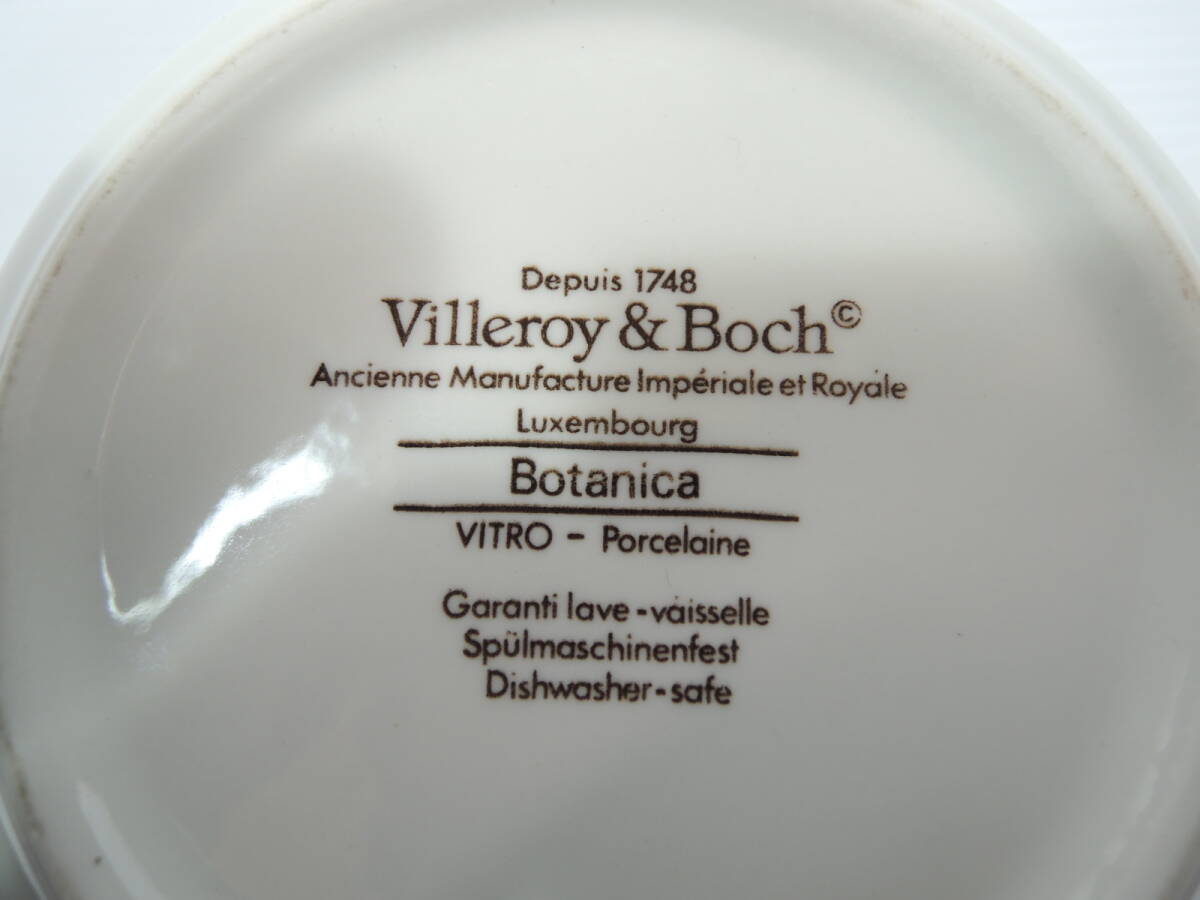 Depuis 1748
Villeroy & Boch©
Ancienne Manufacture Impériale et Royale
Luxembourg
Botanica
VITRO - Porcelaine
Garanti lave-vaisselle
Spülmaschinenfest
Dishwasher-safe